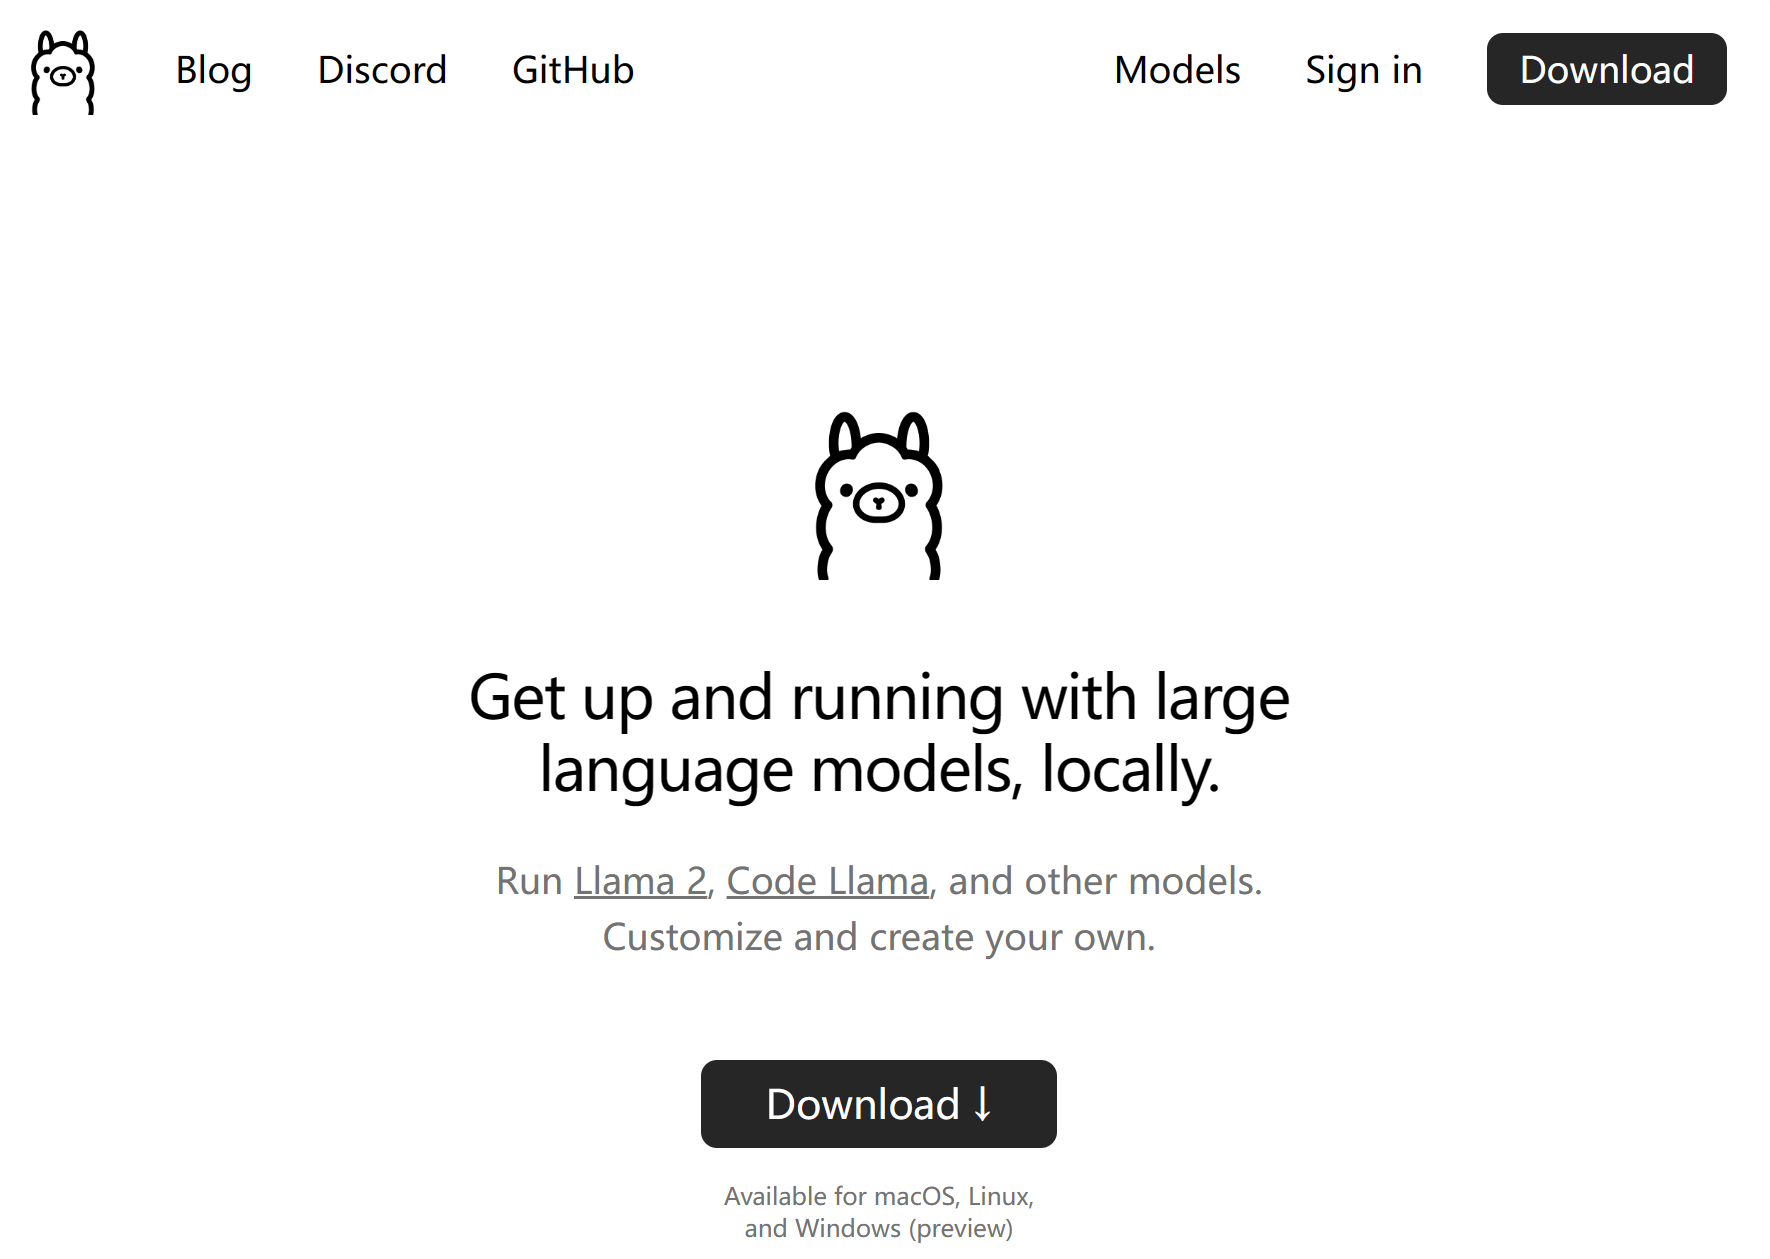 Blog Discord GitHub Models Sign in Download
Get up and running with large
language models, locally.
Run Llama 2, Code Llama, and other models.
Customize and create your own.
Download ↓
Available for macOS, Linux,
and Windows (preview)